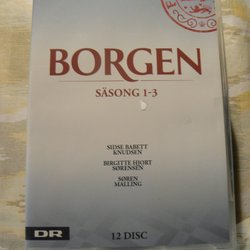 BORGEN
SÄSONG 1-3
SIDSE BABETT
KNUDSEN
BIRGITTE HJORT
SØRENSEN
SØREN
MALLING
DR
12 DISC